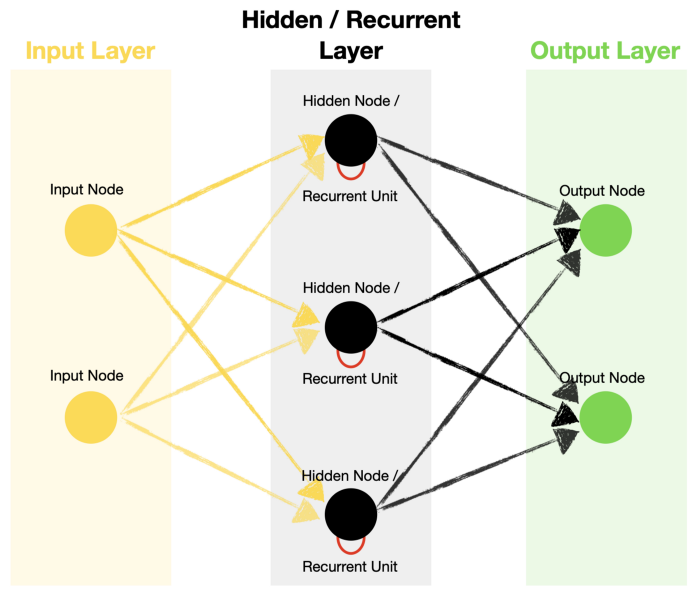 Hidden / Recurrent
Layer
Input Layer
Output Layer
Hidden Node /
Recurrent Unit
Input Node
Output Node
Hidden Node /
Recurrent Unit
Input Node
Output Node
Hidden Node /
Recurrent Unit